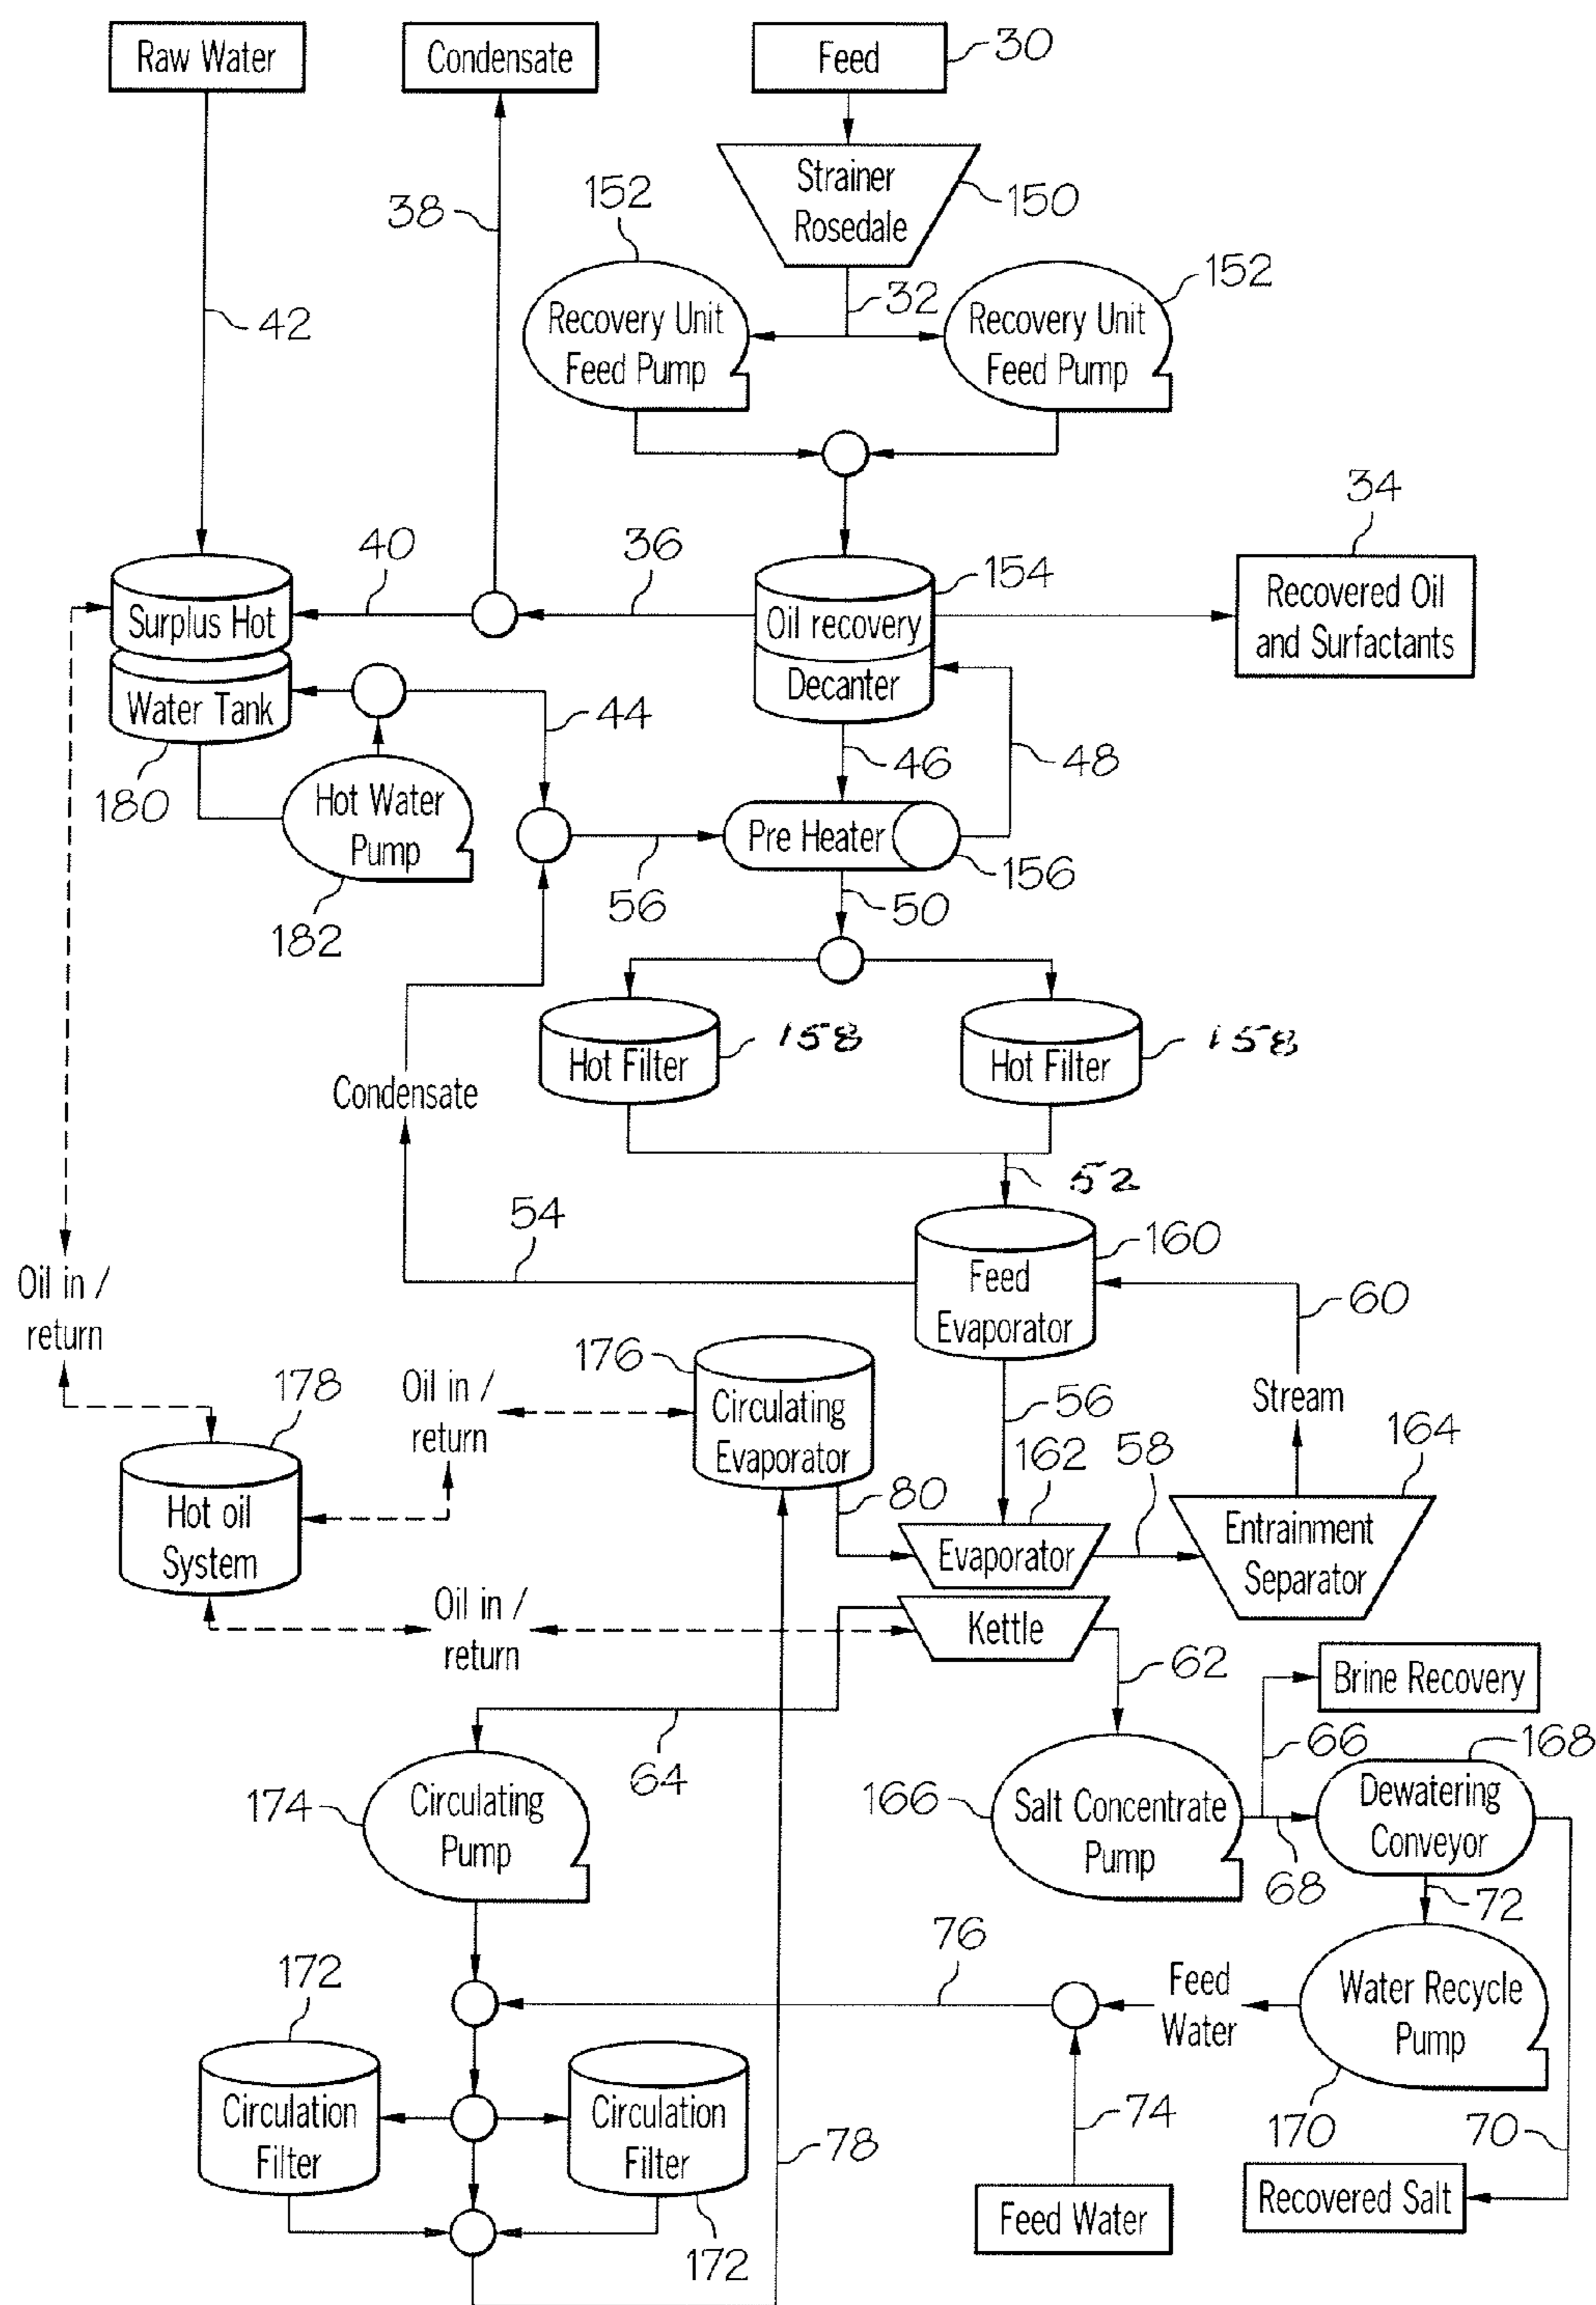 Raw Water
Condensate
Feed
30
Strainer
Rosedale
150
38
152
152
42
32
Recovery Unit
Feed Pump
Recovery Unit
Feed Pump
34
40
36
154
Surplus Hot
Water Tank
Oil recovery
Decanter
Recovered Oil
and Surfactants
44
46
48
180
Hot Water
Pump
Pre Heater
156
56
50
182
Hot Filter
158
Hot Filter
158
Condensate
52
54
160
Feed
Evaporator
60
Oil in /
return
176
178
Oil in /
return
Circulating
Evaporator
56
Stream
162
58
164
80
Hot oil
System
Evaporator
Entrainment
Separator
Oil in /
return
Kettle
62
Brine Recovery
64
66
168
174
Circulating
Pump
166
Salt Concentrate
Pump
Dewatering
Conveyor
68
72
76
172
Feed
Water
Water Recycle
Pump
Circulation
Filter
Circulation
Filter
78
74
170
70
172
Feed Water
Recovered Salt